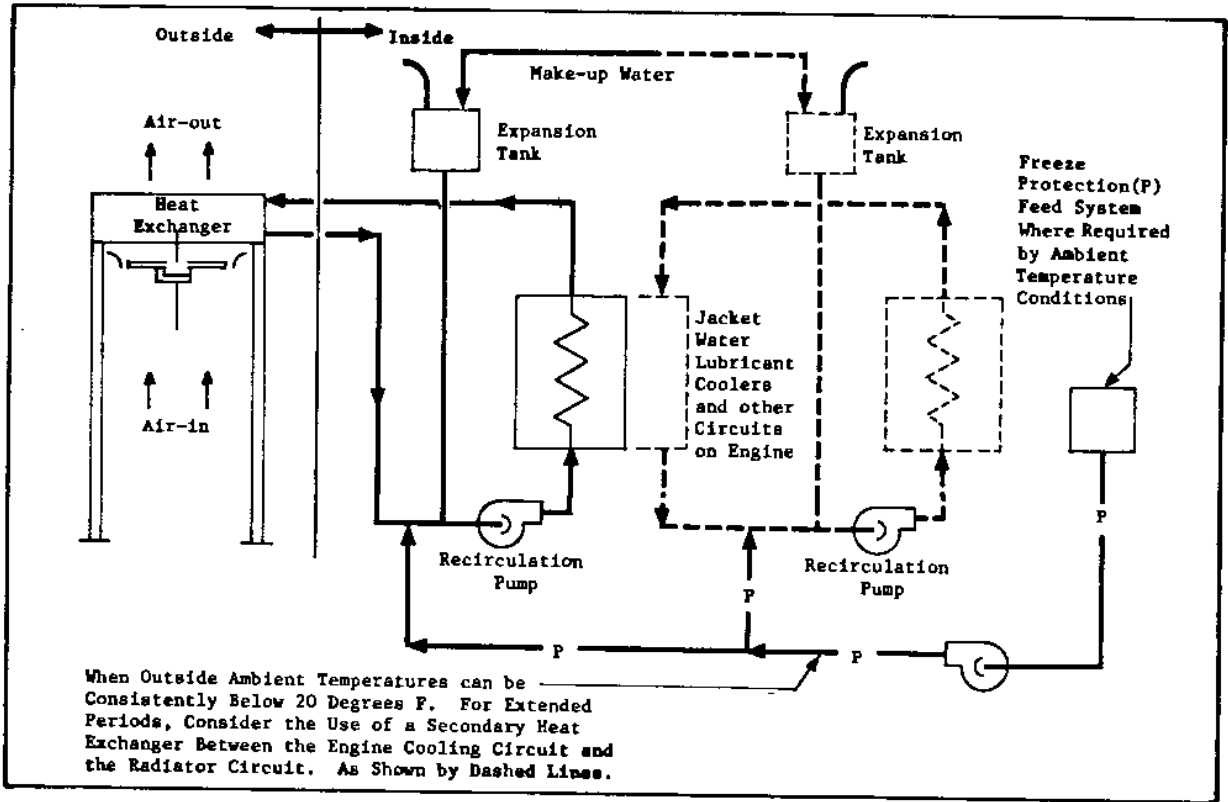 Outside
Inside
Make-up Water
Air-out
Expansion
Tank
Expansion
Tank
Freeze
Protection(P)
Feed System
Where Required
by Ambient
Temperature
Conditions
Heat
Exchanger
Jacket
Water
Lubricant
Coolers
and other
Circuits
on Engine
Air-in
P
Recirculation
Pump
Recirculation
Pump
P
P
P
When Outside Ambient Temperatures can be
Consistently Below 20 Degrees F. For Extended
Periods, Consider the Use of a Secondary Heat
Exchanger Between the Engine Cooling Circuit and
the Radiator Circuit. As Shown by Dashed Lines.